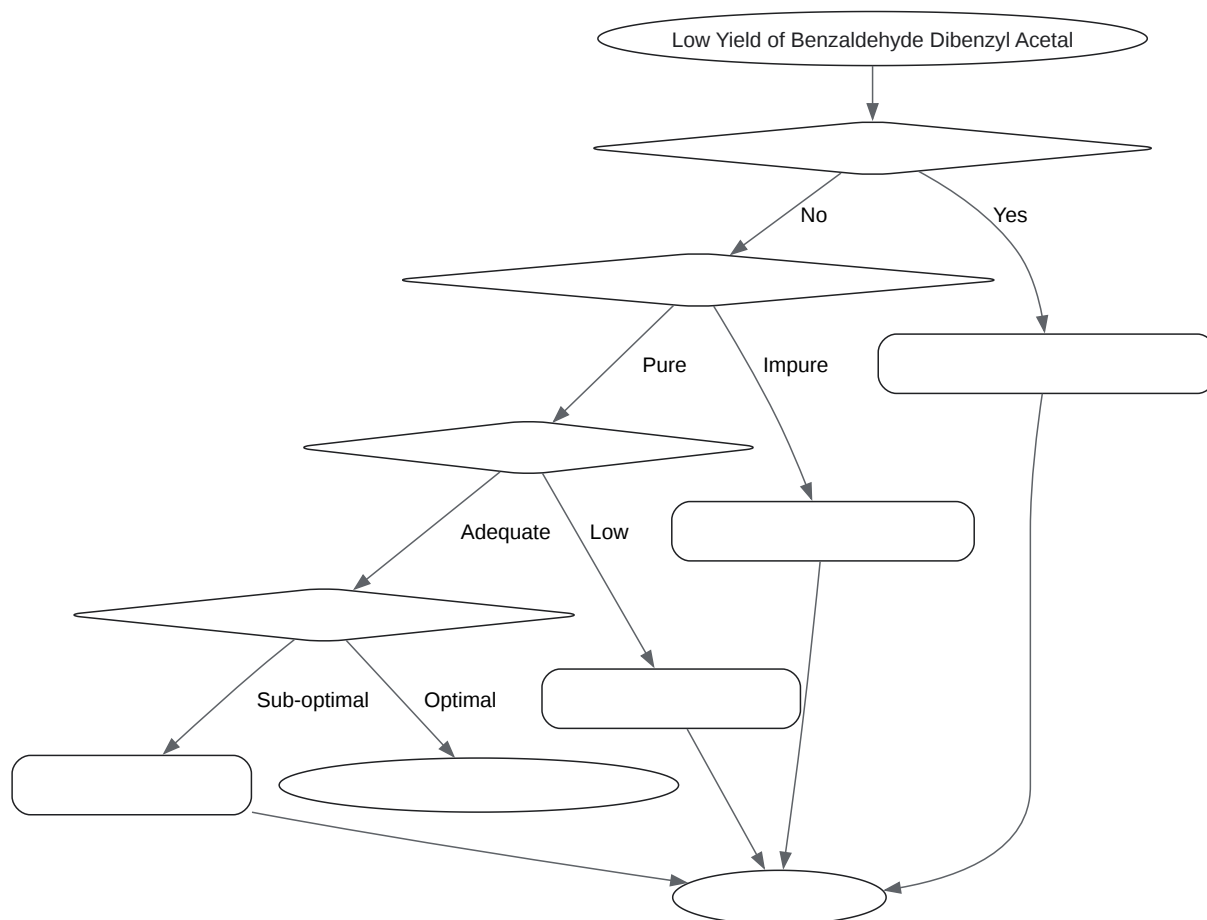 Low Yield of Benzaldehyde Dibenzyl Acetal
No
Yes
Pure
Impure
Adequate
Low
Sub-optimal
Optimal